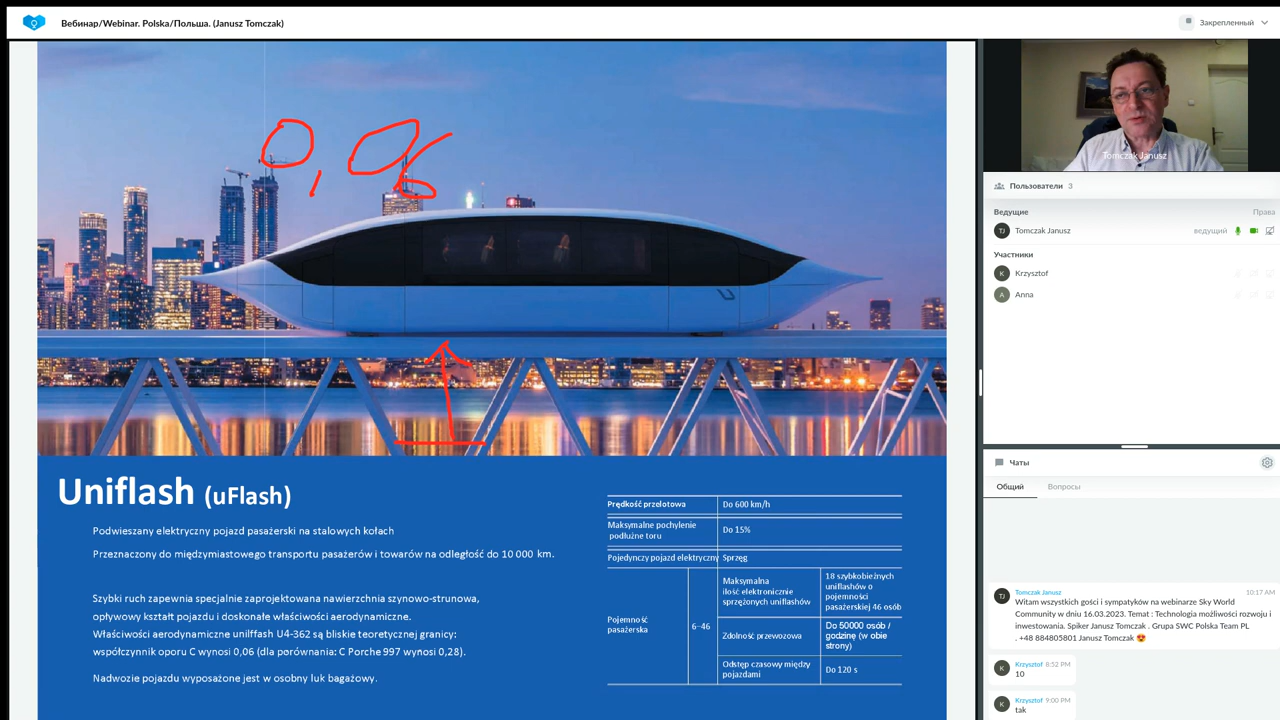 Вебинар/Webinar. Polska/Польша. (Janusz Tomczak)
Закрепленный
0,06
Tomczak Janusz
Пользователи 3
Ведущие
Права
TJ Tomczak Janusz ведущий
Участники
K Krzysztof
A Anna
Uniflash (uFlash)
Podwieszany elektryczny pojazd pasażerski na stalowych kołach
Przeznaczony do międzymiastowego transportu pasażerów i towarów na odległość do 10 000 km.
Szybki ruch zapewnia specjalnie zaprojektowana nawierzchnia szynowo-strunowa,
opływowy kształt pojazdu i doskonałe właściwości aerodynamiczne.
Właściwości aerodynamiczne unilffash U4-362 są bliskie teoretycznej granicy:
współczynnik oporu C wynosi 0,06 (dla porównania: C Porche 997 wynosi 0,28).
Nadwozie pojazdu wyposażone jest w osobny luk bagażowy.
Prędkość przelotowa Do 600 km/h
Maksymalne pochylenie
podłużne toru
Do 15%
Pojedynczy pojazd elektryczny Sprzęg
Pojemność
pasażerska
6–46
Maksymalna
ilość elektronicznie
sprzężonych uniflashów
18 szybkobieżnych
uniflashów o
pojemności
pasażerskiej 46 osób
Zdolność przewozowa
Do 50000 osób /
godzinę (w obie
strony)
Odstęp czasowy między
pojazdami
Do 120 s
Чаты
Общий Вопросы
TJ Tomczak Janusz 10:17 AM
Witam wszystkich gości i sympatyków na webinarze Sky World
Community w dniu 16.03.2023. Temat : Technologia możliwości rozwoju i
inwestowania. Spiker Janusz Tomczak . Grupa SWC Polska Team PL
. +48 884805801 Janusz Tomczak 😍
K Krzysztof 8:52 PM
10
K Krzysztof 9:00 PM
tak